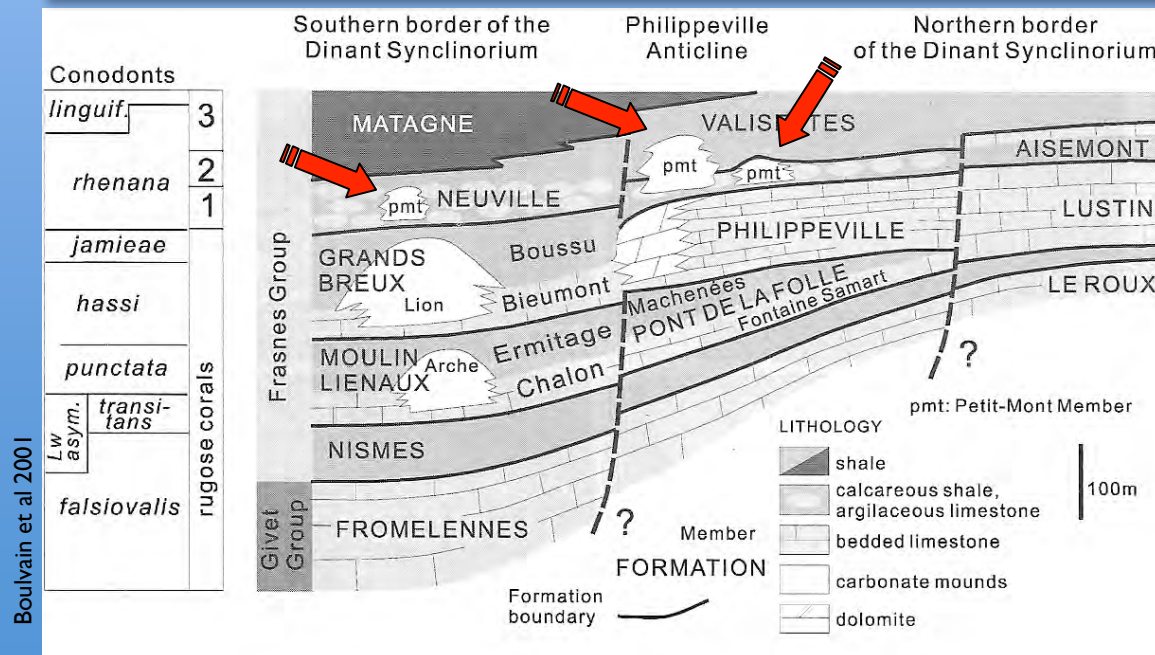 Southern border of the
Dinant Synclinorium
Philippeville
Anticline
Northern border
of the Dinant Synclinorium
Conodonts
linguif.
rhenana
jamieae
hassi
punctata
transi-
tans
Lw
asym.
falsiovalis
3
2
1
rugose corals
Frasnes Group
Givet
Group
MATAGNE
pmt
NEUVILLE
GRANDS
BREUX
Boussu
Lion
Bieumont
MOULIN
LIENAUX
Arche
Ermitage
Chalon
NISMES
FROMELENNES
pmt
pmt
PHILIPPEVILLE
Machenées
PONT DE LA FOLLE
Fontaine Samart
AISEMONT
LUSTIN
LE ROUX
?
?
pmt: Petit-Mont Member
LITHOLOGY
shale
calcareous shale,
argilaceous limestone
bedded limestone
carbonate mounds
dolomite
100m
Member
FORMATION
Formation
boundary
Boulvain et al 2001